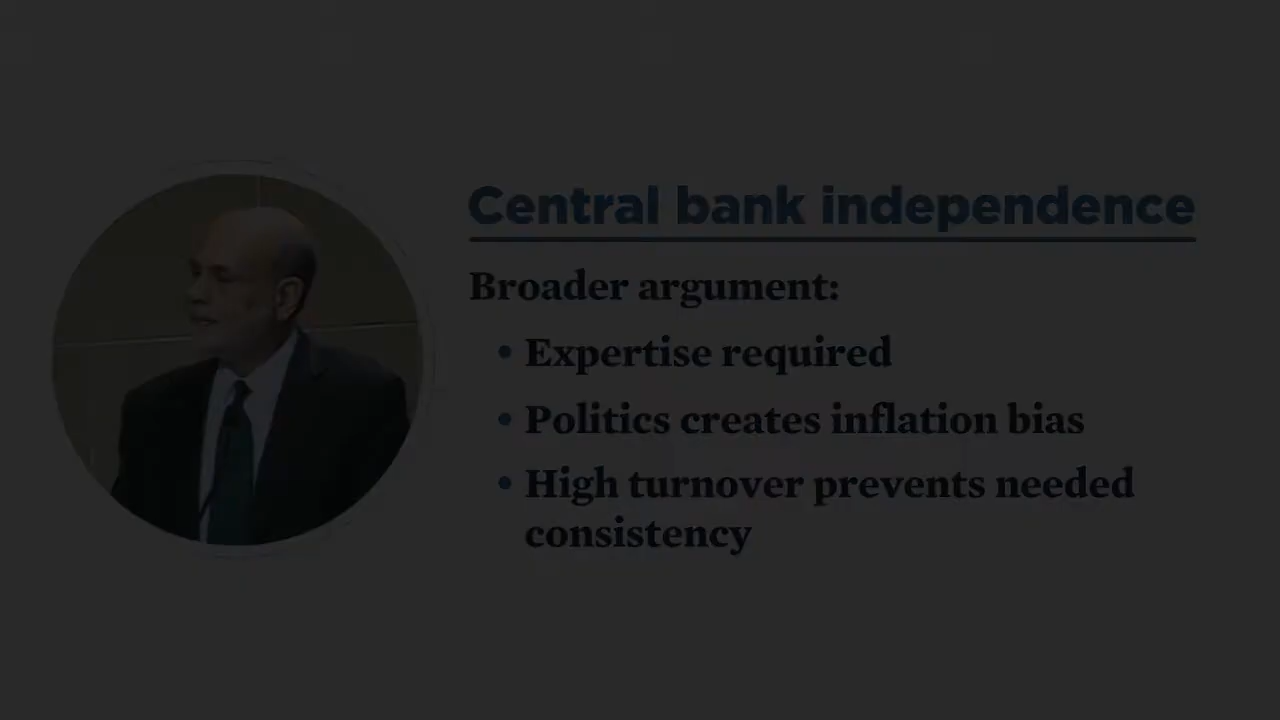 Central bank independence
Broader argument:
• Expertise required
• Politics creates inflation bias
• High turnover prevents needed
consistency